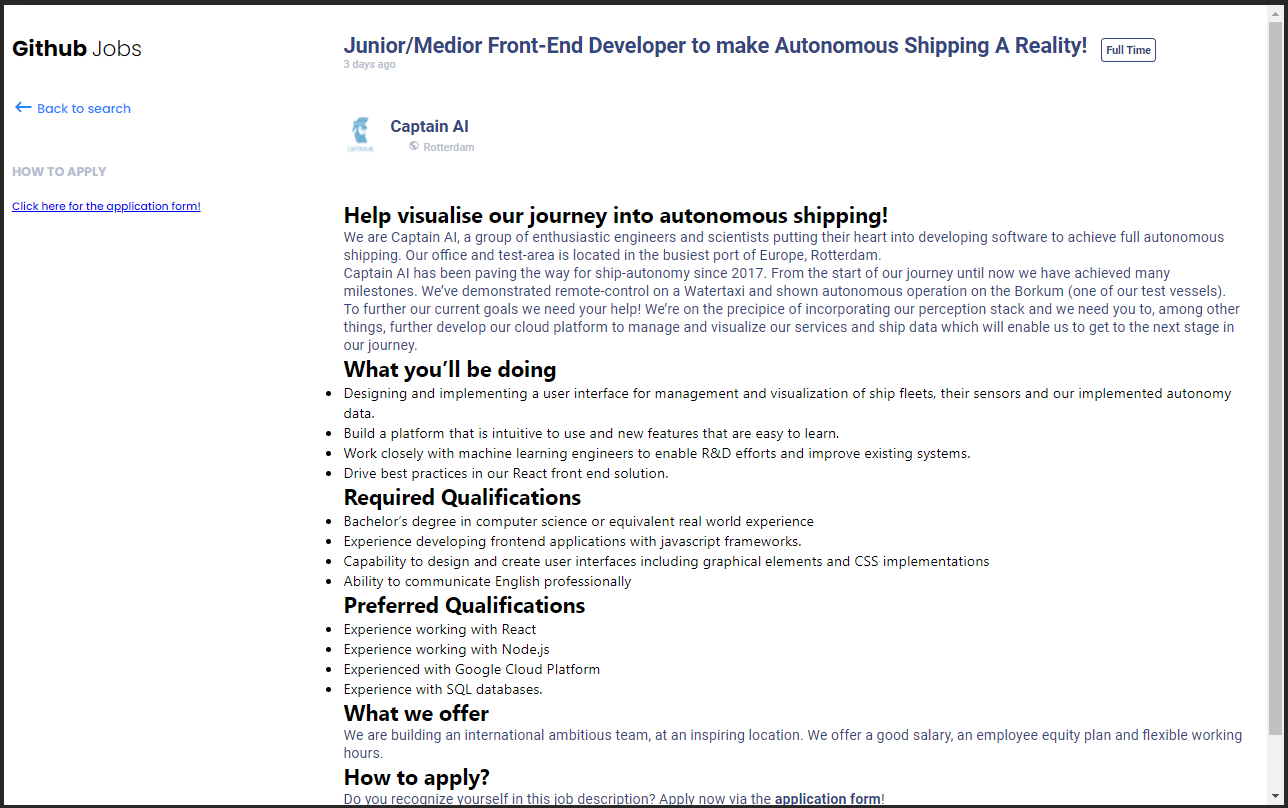 Github Jobs
Back to search
HOW TO APPLY
Click here for the application form!
Junior/Medior Front-End Developer to make Autonomous Shipping A Reality! Full Time
3 days ago
CAPTAIN AI
Captain AI
Rotterdam
Help visualise our journey into autonomous shipping!
We are Captain AI, a group of enthusiastic engineers and scientists putting their heart into developing software to achieve full autonomous
shipping. Our office and test-area is located in the busiest port of Europe, Rotterdam.
Captain AI has been paving the way for ship-autonomy since 2017. From the start of our journey until now we have achieved many
milestones. We’ve demonstrated remote-control on a Watertaxi and shown autonomous operation on the Borkum (one of our test vessels).
To further our current goals we need your help! We’re on the precipice of incorporating our perception stack and we need you to, among other
things, further develop our cloud platform to manage and visualize our services and ship data which will enable us to get to the next stage in
our journey.
What you’ll be doing
• Designing and implementing a user interface for management and visualization of ship fleets, their sensors and our implemented autonomy
data.
• Build a platform that is intuitive to use and new features that are easy to learn.
• Work closely with machine learning engineers to enable R&D efforts and improve existing systems.
• Drive best practices in our React front end solution.
Required Qualifications
• Bachelor’s degree in computer science or equivalent real world experience
• Experience developing frontend applications with javascript frameworks.
• Capability to design and create user interfaces including graphical elements and CSS implementations
• Ability to communicate English professionally
Preferred Qualifications
• Experience working with React
• Experience working with Node.js
• Experienced with Google Cloud Platform
• Experience with SQL databases.
What we offer
We are building an international ambitious team, at an inspiring location. We offer a good salary, an employee equity plan and flexible working
hours.
How to apply?
Do you recognize yourself in this job description? Apply now via the application form!